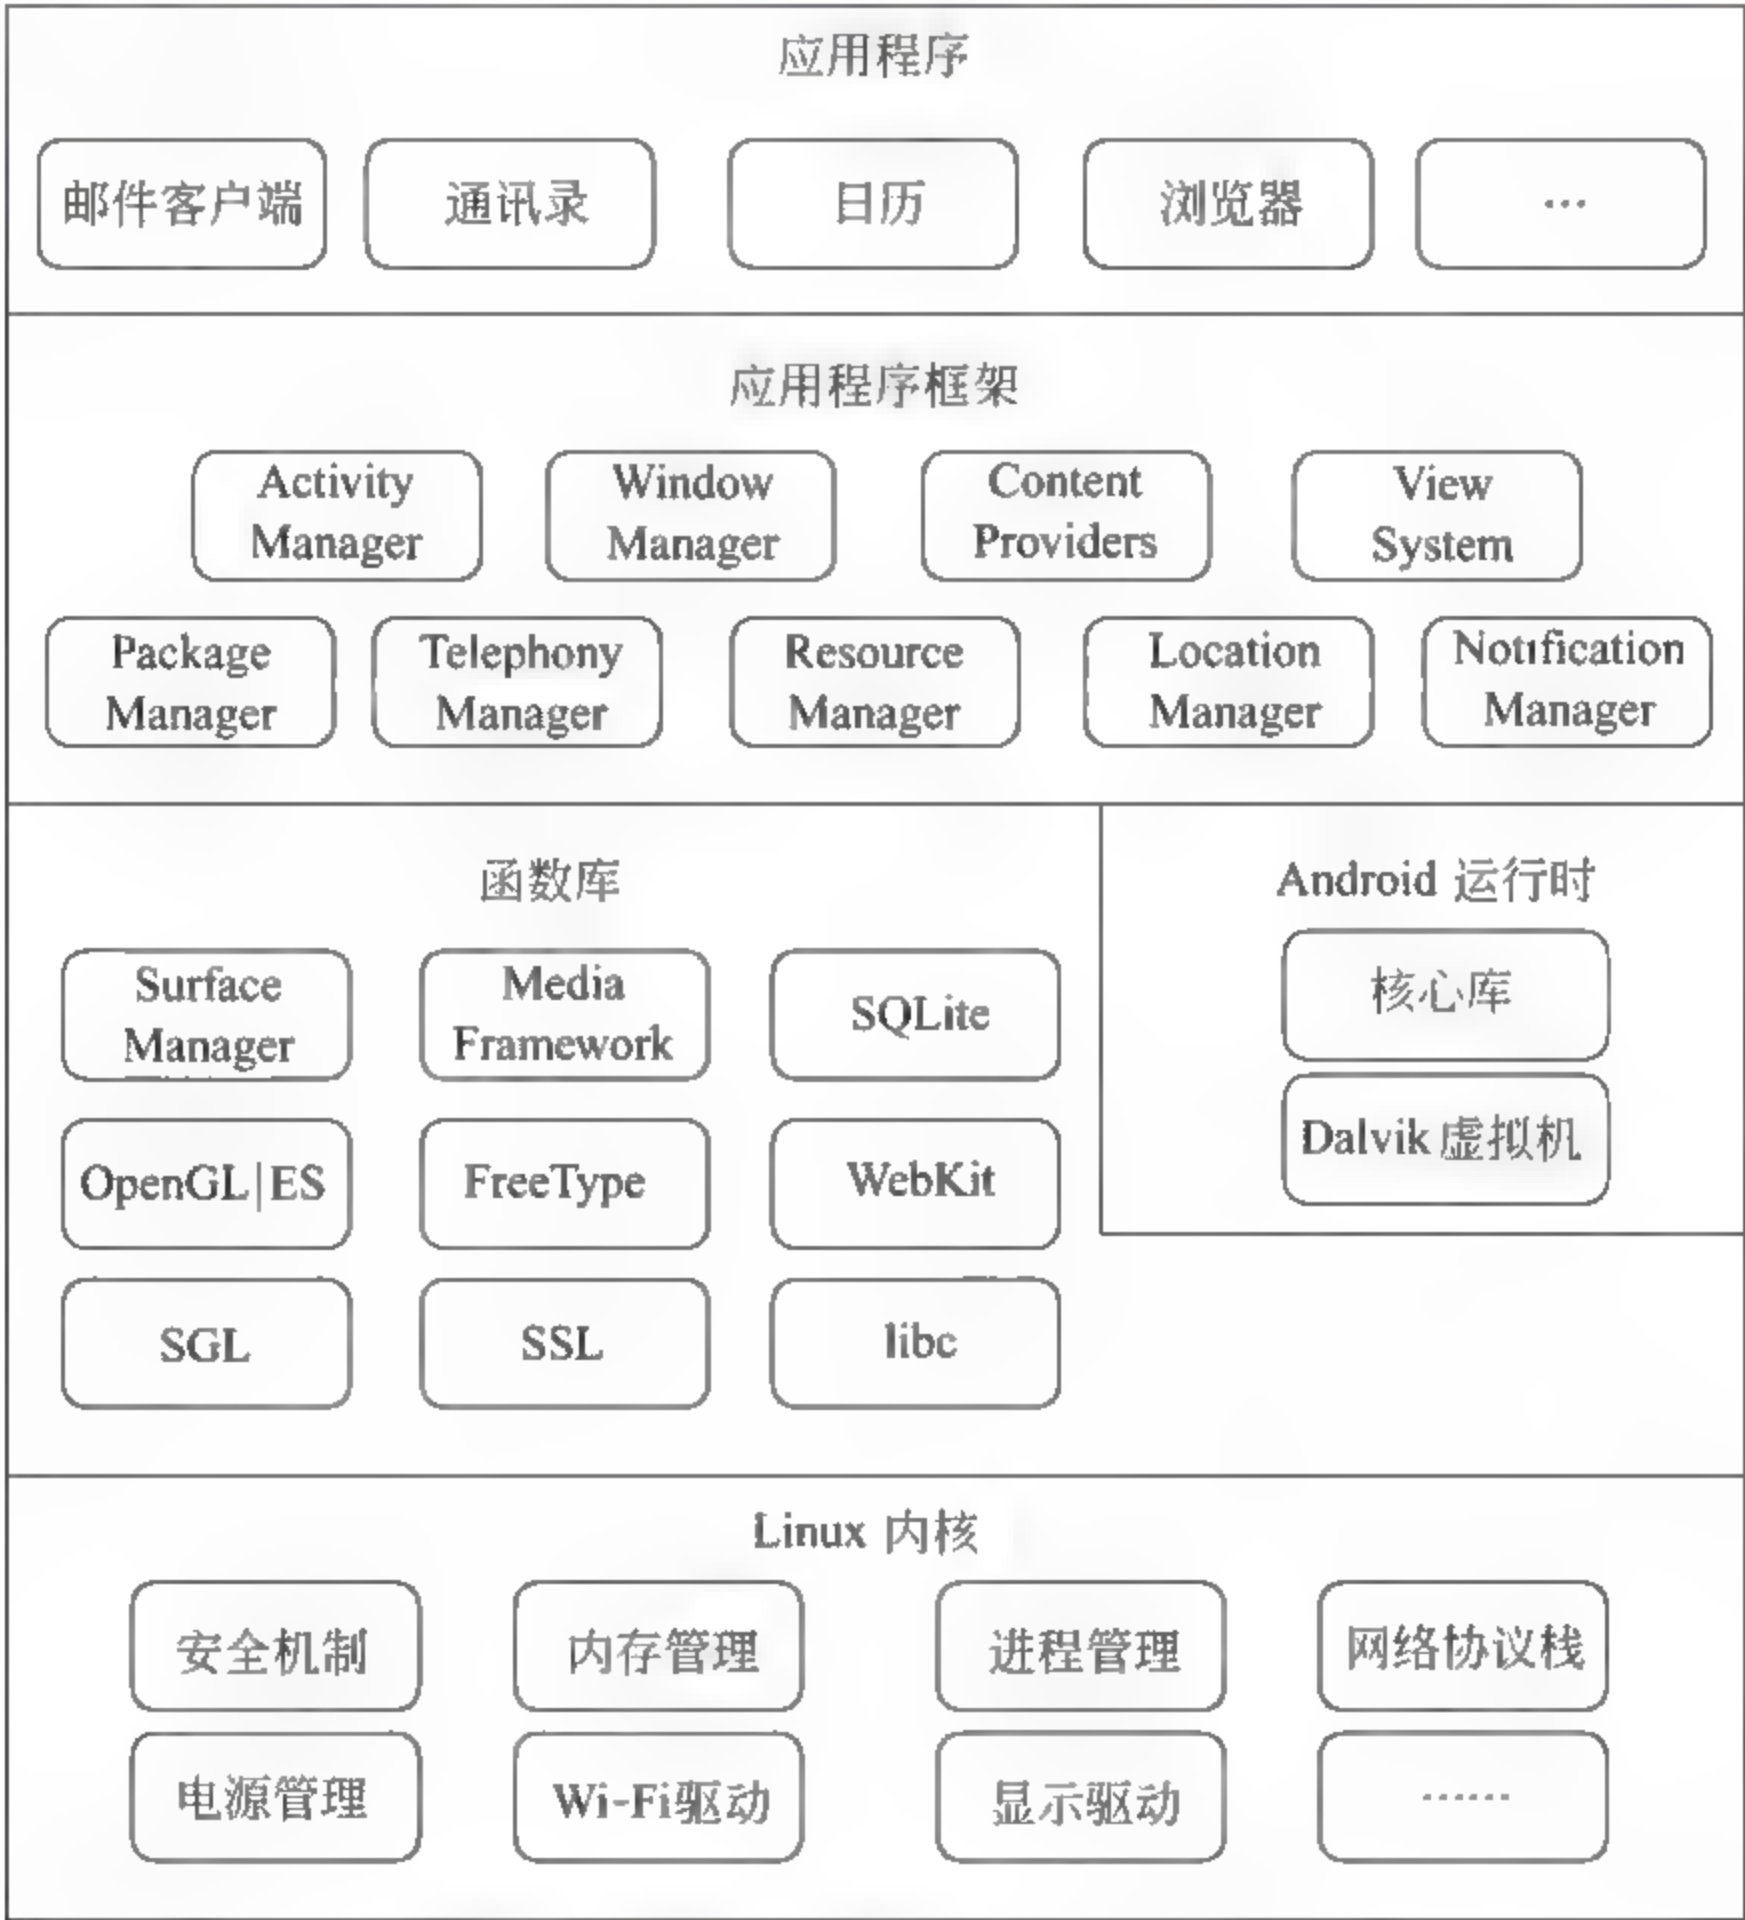 应用程序
邮件客户端
通讯录
日历
浏览器
…
应用程序框架
Activity
Manager
Window
Manager
Content
Providers
View
System
Package
Manager
Telephony
Manager
Resource
Manager
Location
Manager
Notification
Manager
函数库
Surface
Manager
Media
Framework
SQLite
OpenGL|ES
FreeType
WebKit
SGL
SSL
libc
Android 运行时
核心库
Dalvik 虚拟机
Linux 内核
安全机制
内存管理
进程管理
网络协议栈
电源管理
Wi-Fi驱动
显示驱动
……